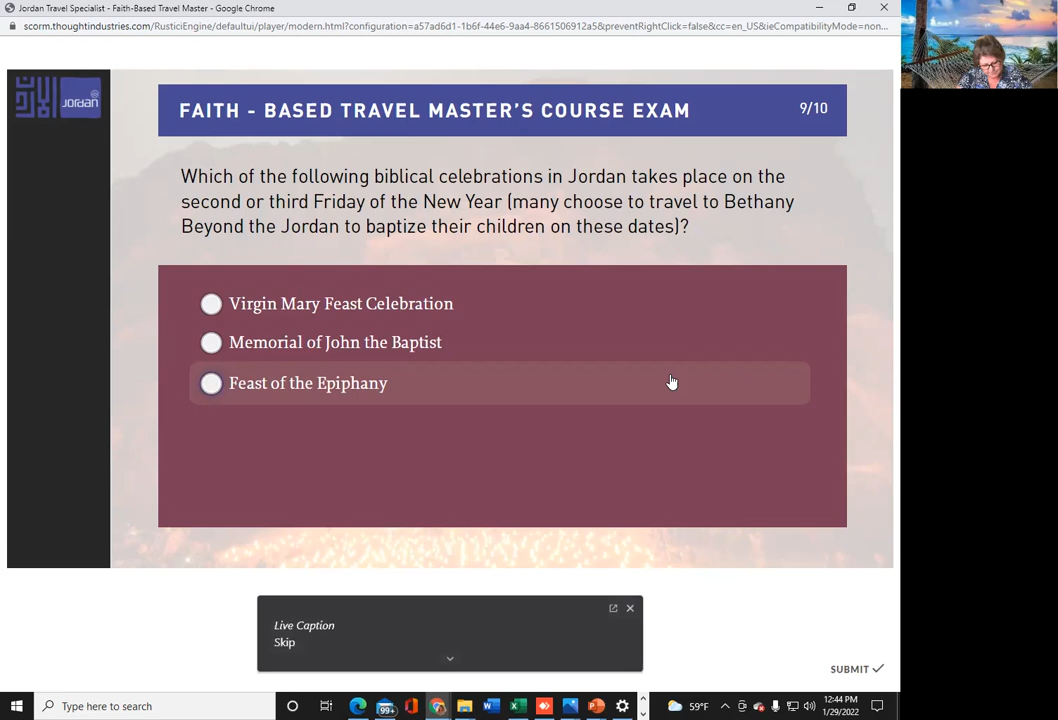 Jordan Travel Specialist - Faith-Based Travel Master - Google Chrome
scorm.thoughtindustries.com/RusticiEngine/defaultui/player/modern.html?configuration=a57ad6d1-1b6f-44e6-9aa4-8661506912a5&preventRightClick=false&cc=en_US&ieCompatibilityMode=non...
Jordan
FAITH - BASED TRAVEL MASTER'S COURSE EXAM
9/10
Which of the following biblical celebrations in Jordan takes place on the
second or third Friday of the New Year (many choose to travel to Bethany
Beyond the Jordan to baptize their children on these dates)?
Virgin Mary Feast Celebration
Memorial of John the Baptist
Feast of the Epiphany
Live Caption
Skip
SUBMIT
Type here to search
99+
59°F
12:44 PM
1/29/2022